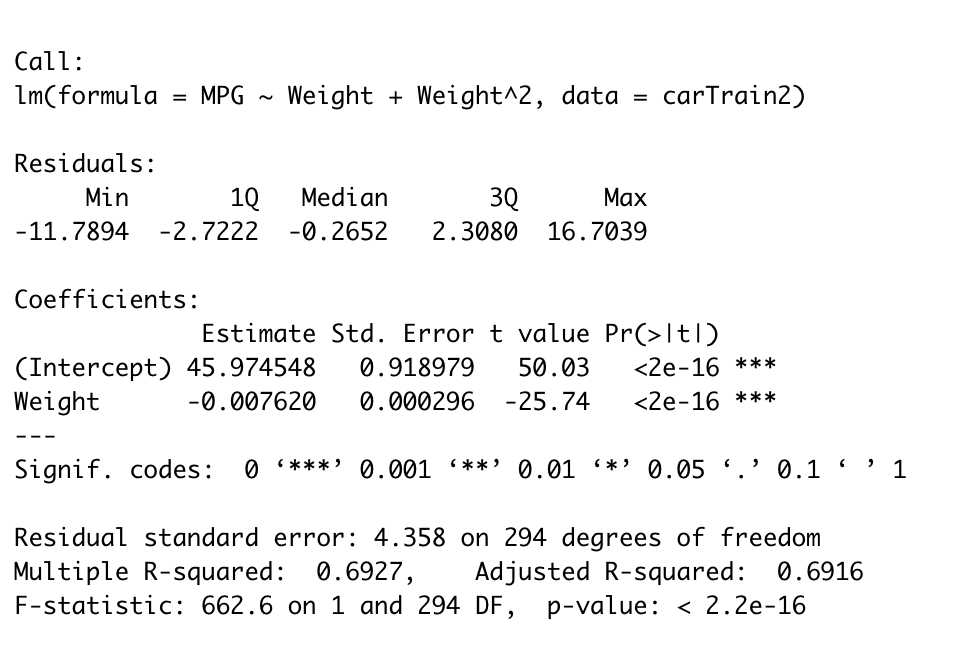 Call:
lm(formula = MPG ~ Weight + Weight^2, data = carTrain2)
Residuals:
     Min       1Q   Median       3Q      Max
-11.7894  -2.7222  -0.2652   2.3080  16.7039
Coefficients:
             Estimate Std. Error t value Pr(>|t|)
(Intercept) 45.974548   0.918979   50.03   <2e-16 ***
Weight      -0.007620   0.000296  -25.74   <2e-16 ***
---
Signif. codes:  0 ‘***’ 0.001 ‘**’ 0.01 ‘*’ 0.05 ‘.’ 0.1 ‘ ’ 1
Residual standard error: 4.358 on 294 degrees of freedom
Multiple R-squared:  0.6927,    Adjusted R-squared:  0.6916
F-statistic: 662.6 on 1 and 294 DF,  p-value: < 2.2e-16